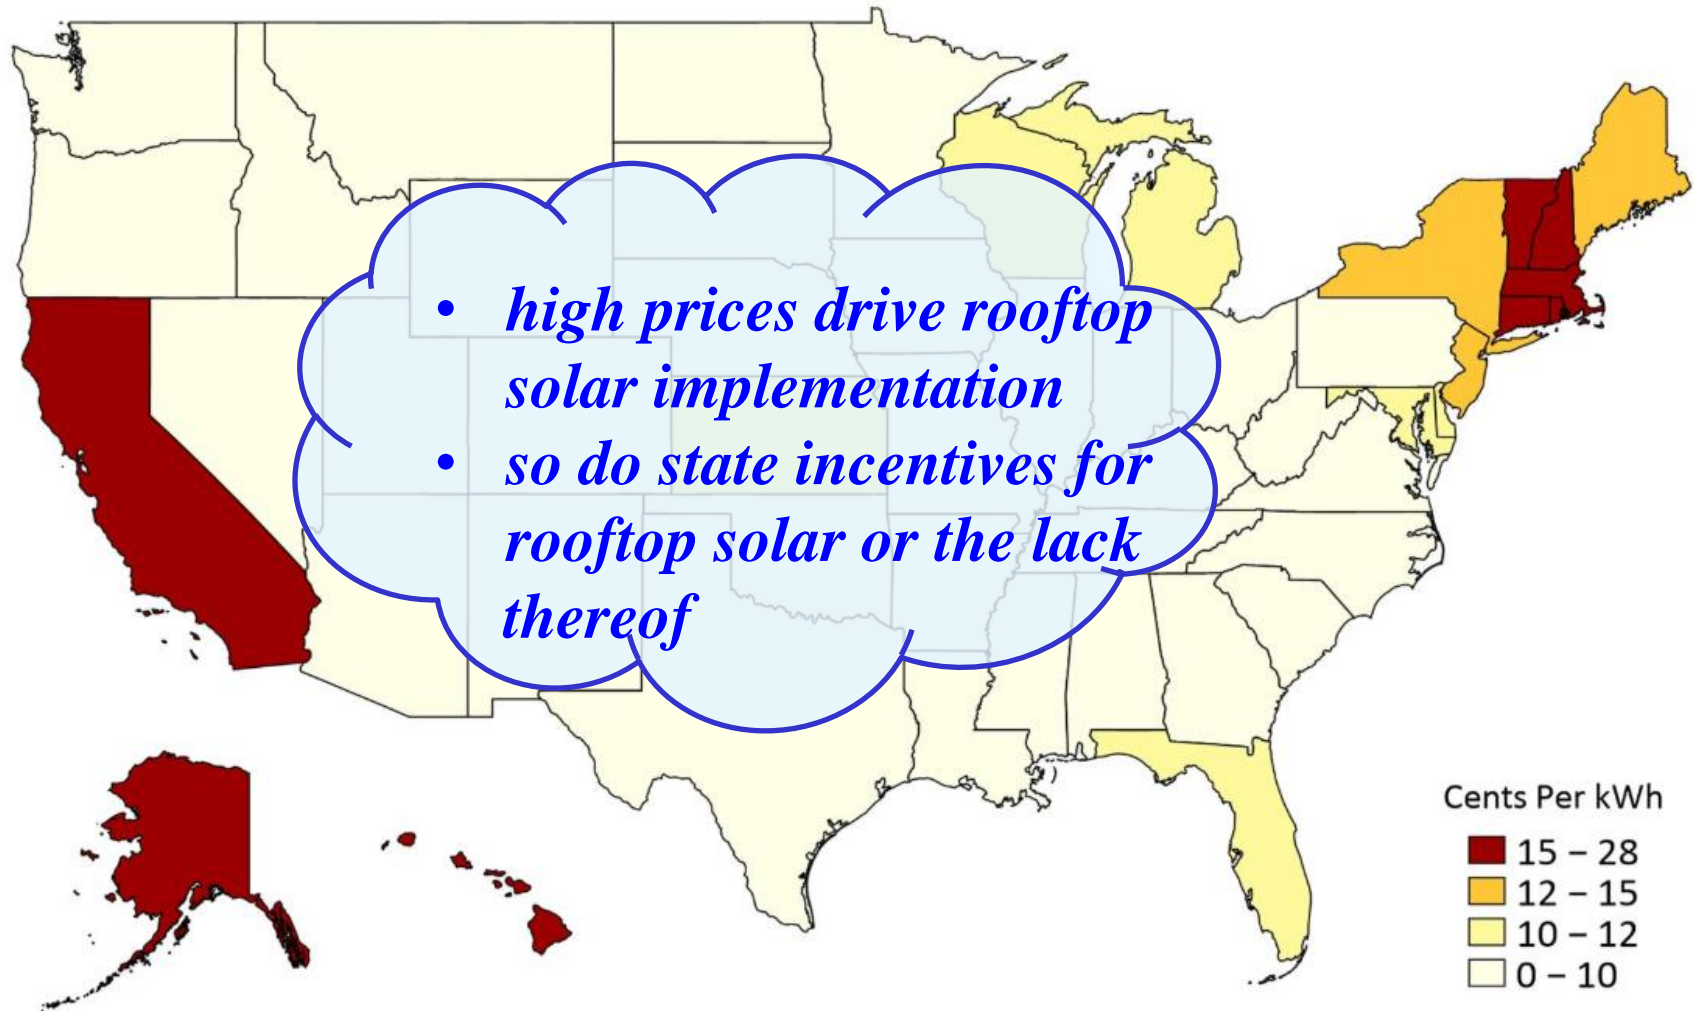 • high prices drive rooftop
solar implementation
• so do state incentives for
rooftop solar or the lack
thereof
Cents Per kWh
15 – 28
12 – 15
10 – 12
0 – 10